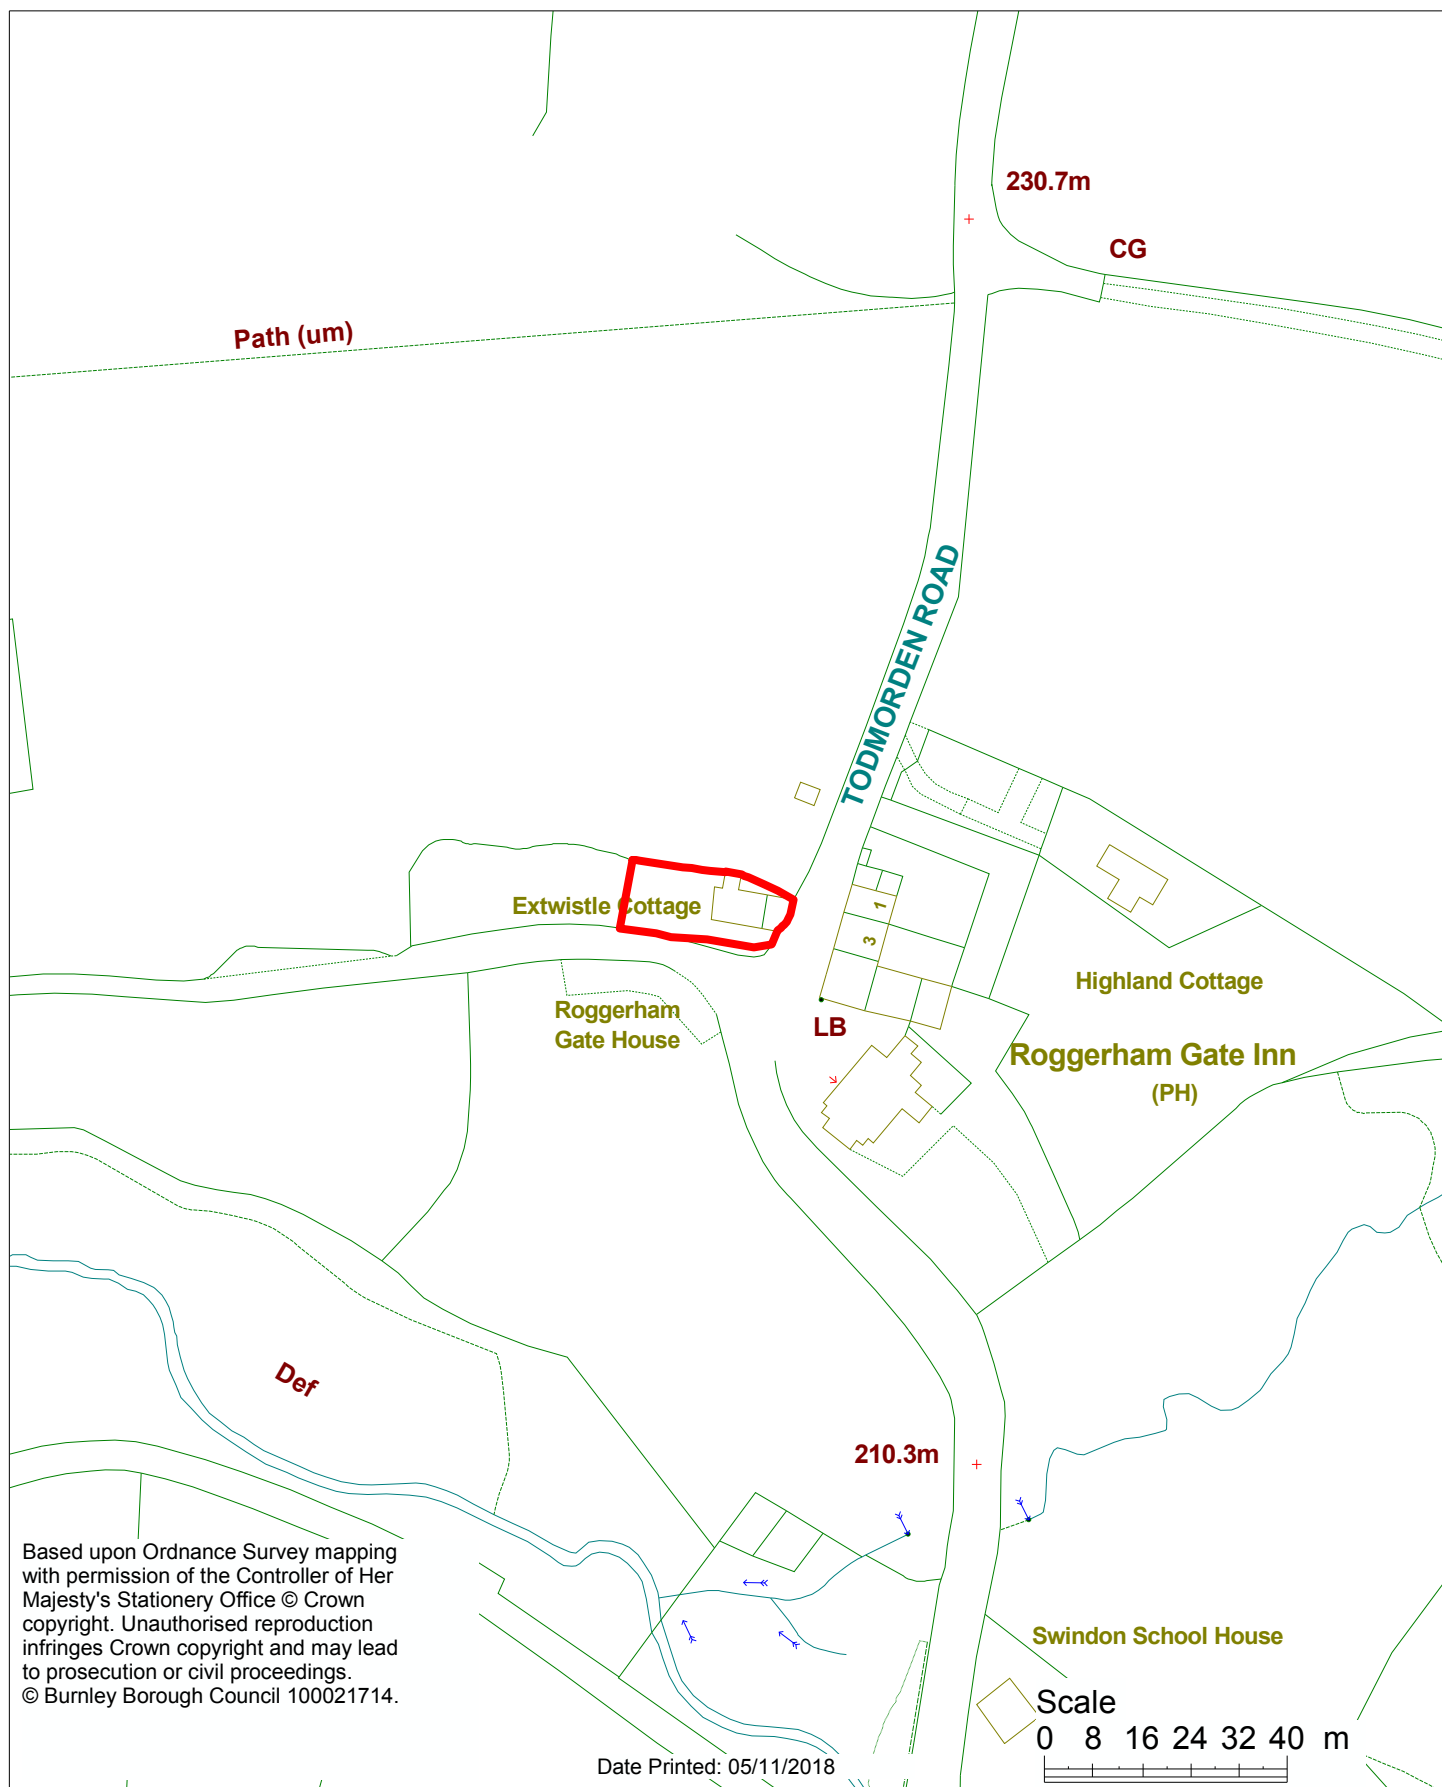 230.7m
CG
Path (um)
TODMORDEN ROAD
Extwistle Cottage
1
3
Highland Cottage
Roggerham
Gate House
LB
Roggerham Gate Inn
(PH)
Def
210.3m
Based upon Ordnance Survey mapping
with permission of the Controller of Her
Majesty's Stationery Office © Crown
copyright. Unauthorised reproduction
infringes Crown copyright and may lead
to prosecution or civil proceedings.
© Burnley Borough Council 100021714.
Swindon School House
Scale
0 8 16 24 32 40 m
Date Printed: 05/11/2018